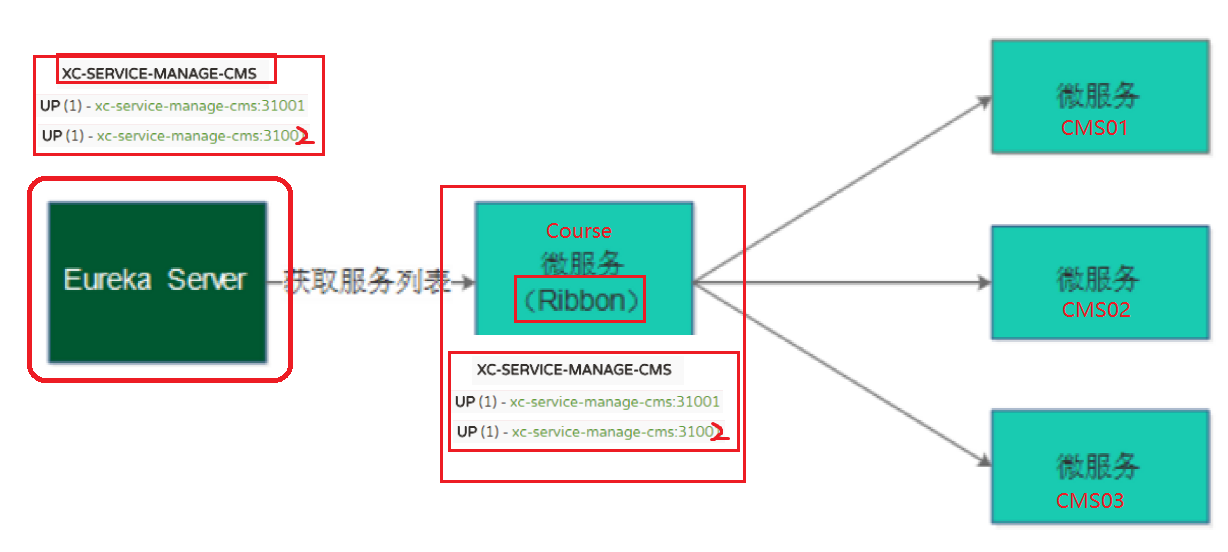 XC-SERVICE-MANAGE-CMS
UP (1) - xc-service-manage-cms:31001
UP (1) - xc-service-manage-cms:31002
Eureka Server
获取服务列表
Course
微服务
（Ribbon）
XC-SERVICE-MANAGE-CMS
UP (1) - xc-service-manage-cms:31001
UP (1) - xc-service-manage-cms:31002
微服务
CMS01
微服务
CMS02
微服务
CMS03